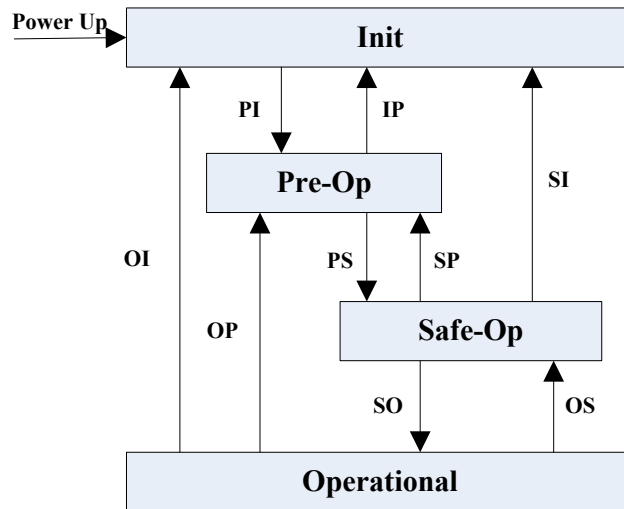 Power Up
Init
PI
IP
Pre-Op
SI
OI
PS
SP
OP
Safe-Op
SO
OS
Operational